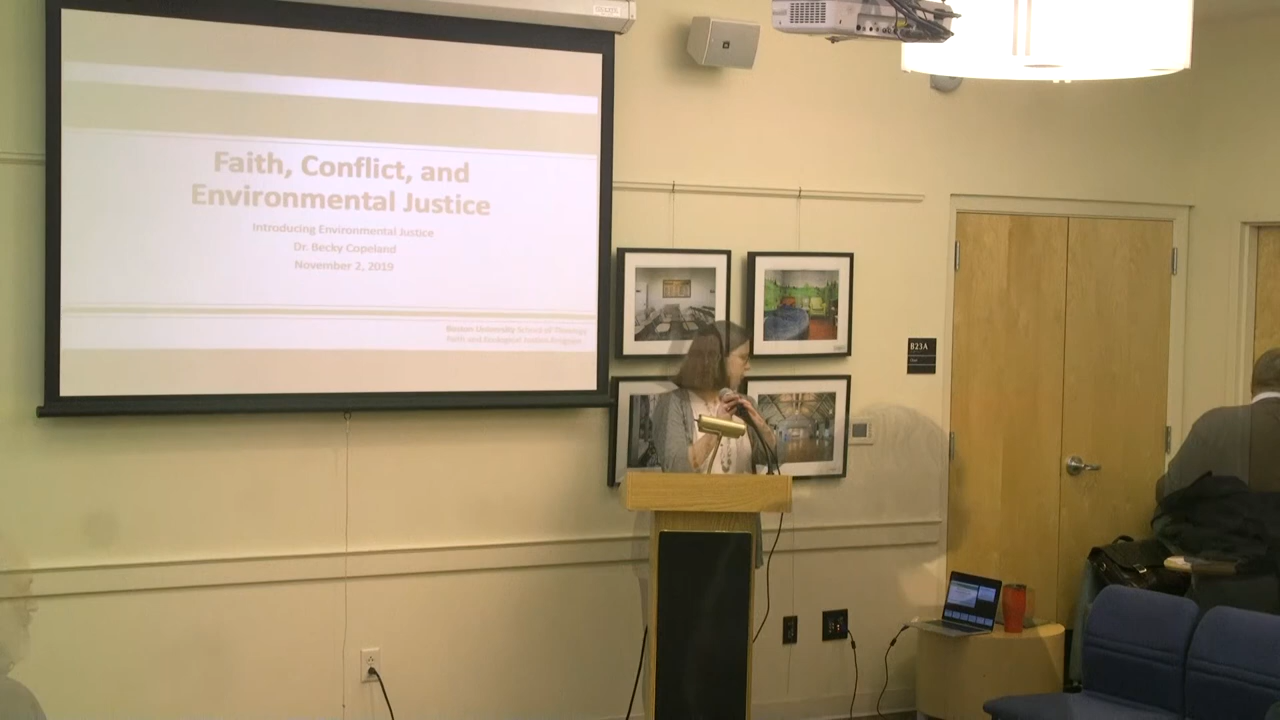 Faith, Conflict, and
Environmental Justice
Introducing Environmental Justice
Dr. Becky Copeland
November 2, 2019
Boston University School of Theology
Faith and Ecological Justice Program
B23A